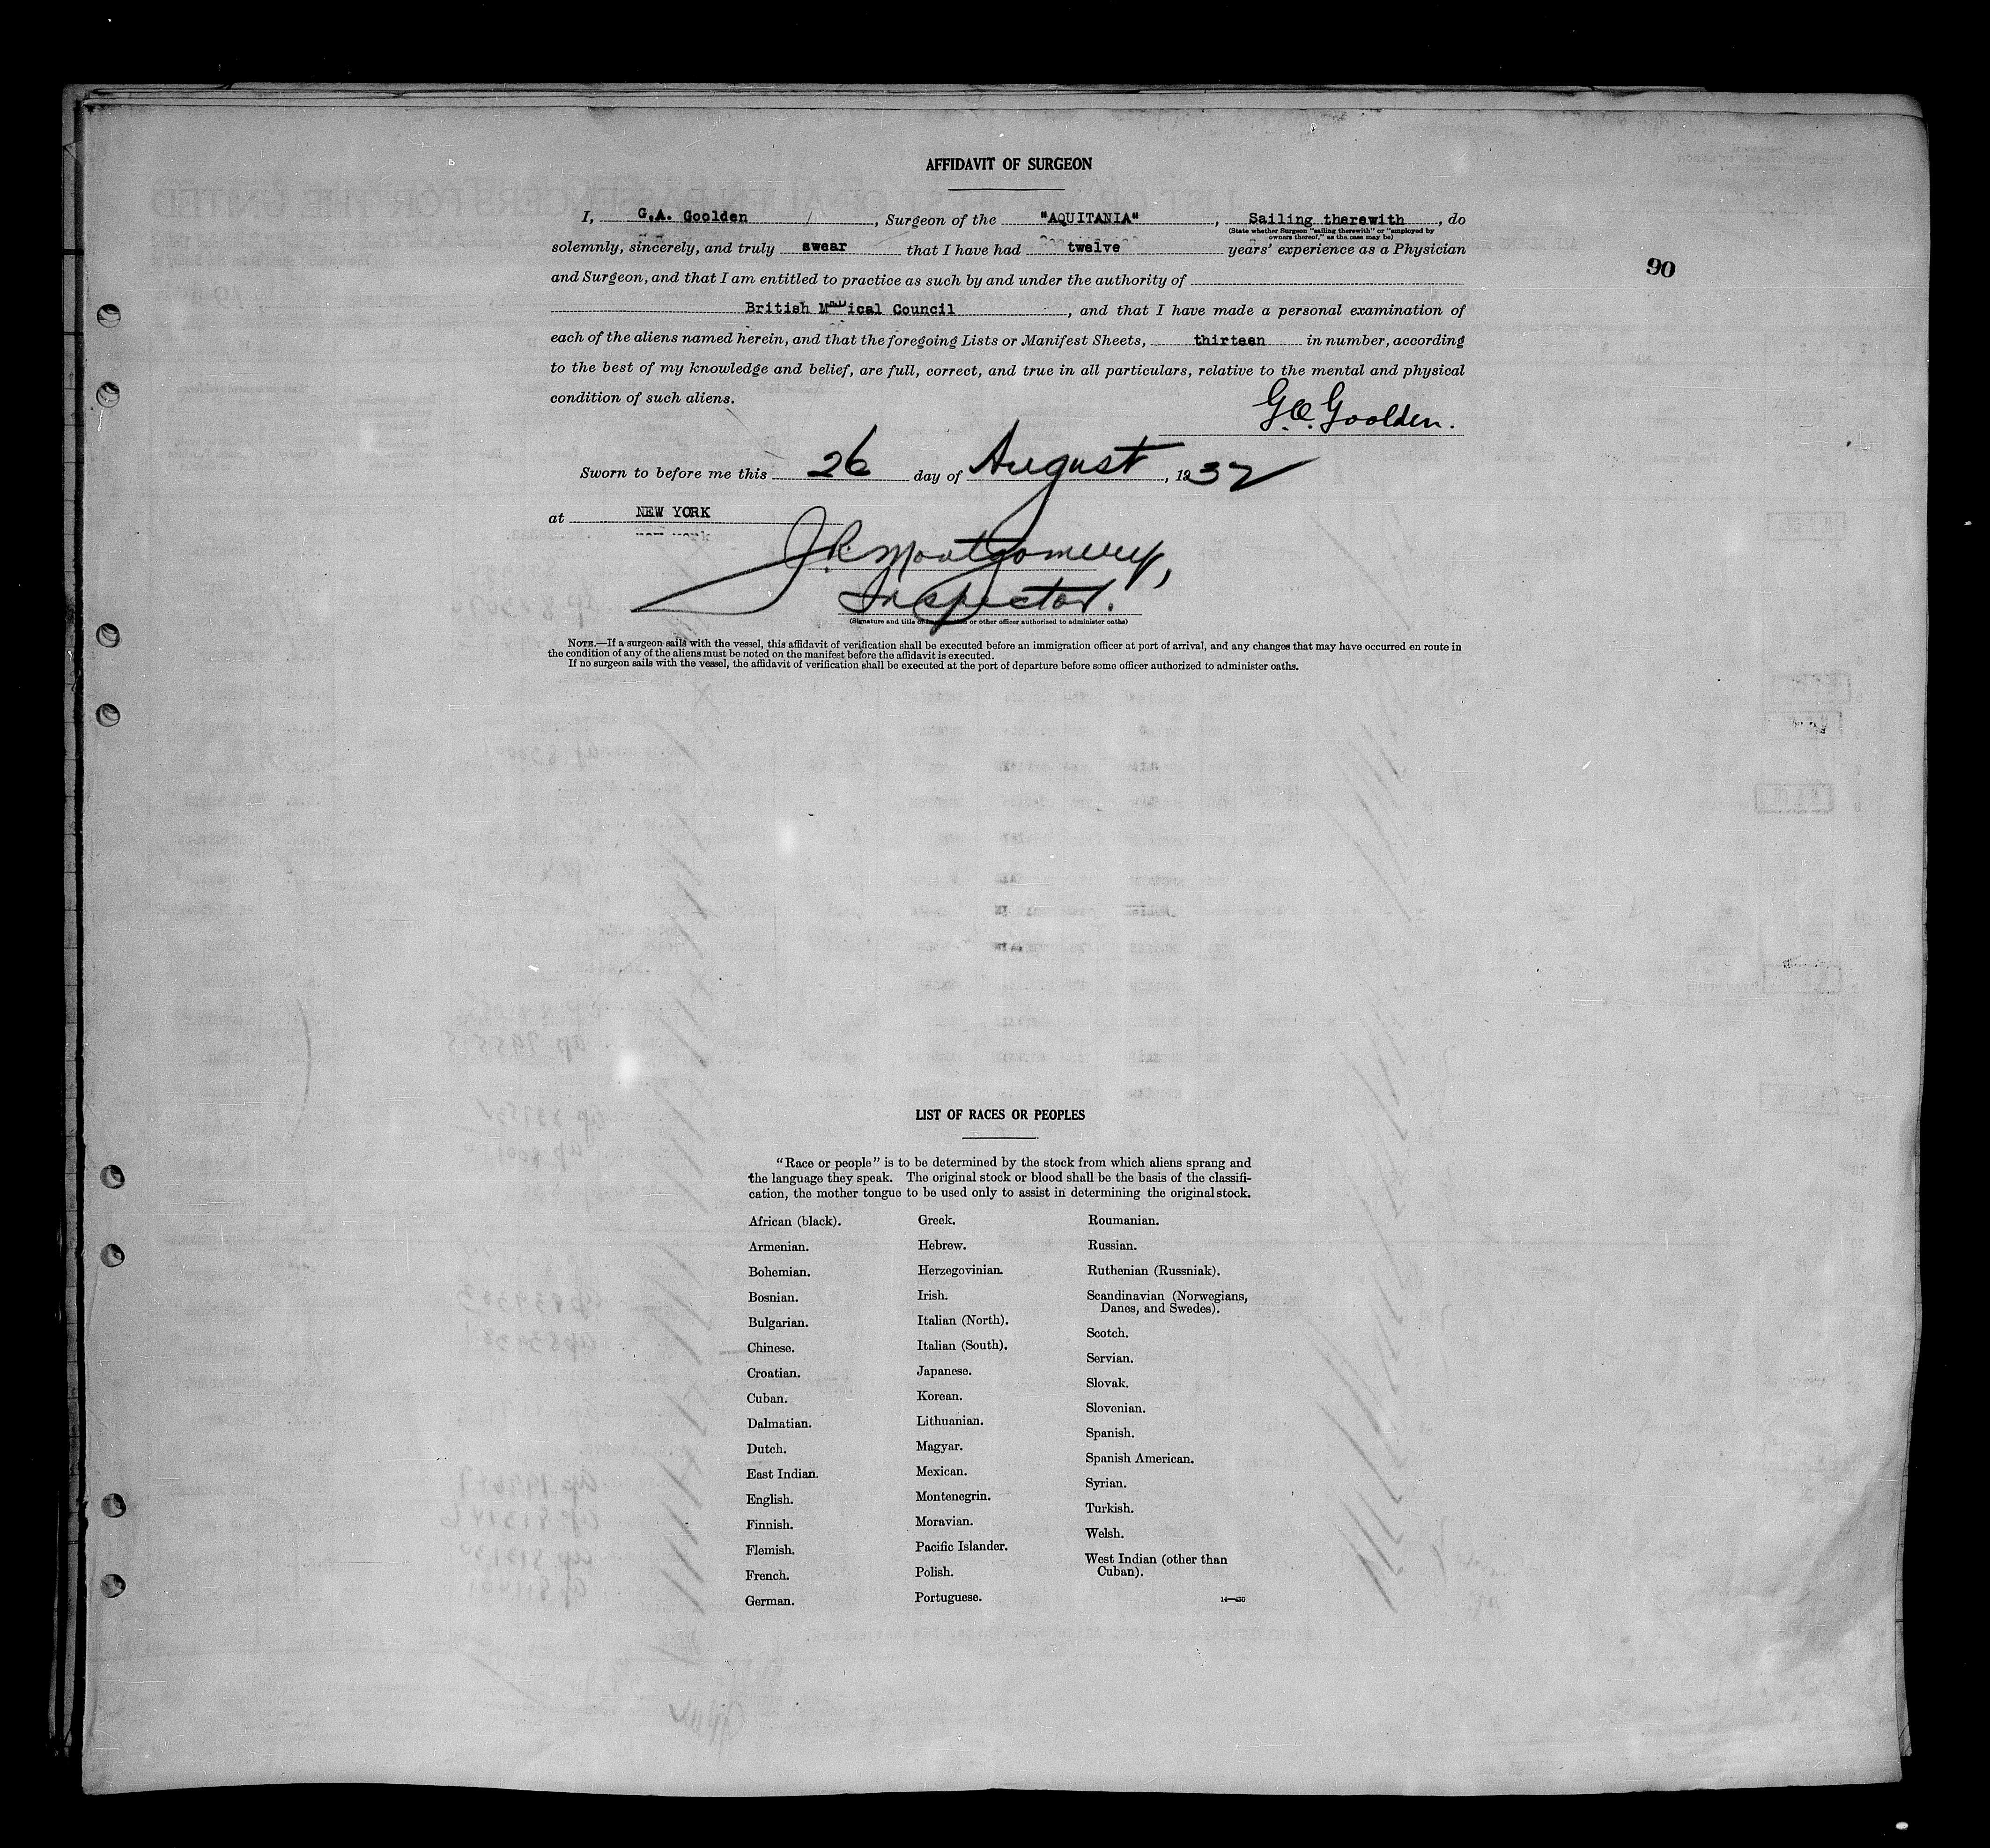 AFFIDAVIT OF SURGEON
I, G.A. Goolden, Surgeon of the "AQUITANIA", Sailing therewith, do
(State whether Surgeon "sailing therewith" or "employed by
owners thereof," as the case may be)
solemnly, sincerely, and truly swear that I have had twelve years' experience as a Physician
90
and Surgeon, and that I am entitled to practice as such by and under the authority of
British Medical Council, and that I have made a personal examination of
each of the aliens named herein, and that the foregoing Lists or Manifest Sheets, thirteen in number, according
to the best of my knowledge and belief, are full, correct, and true in all particulars, relative to the mental and physical
condition of such aliens.
G.A. Goolden.
Sworn to before me this 26 day of August, 1932
at NEW YORK
J.R. Montgomery,
Inspector.
(Signature and title of immigration or other officer authorized to administer oaths)
NOTE.—If a surgeon sails with the vessel, this affidavit of verification shall be executed before an immigration officer at port of arrival, and any changes that may have occurred en route in
the condition of any of the aliens must be noted on the manifest before the affidavit is executed.
If no surgeon sails with the vessel, the affidavit of verification shall be executed at the port of departure before some officer authorized to administer oaths.
LIST OF RACES OR PEOPLES
"Race or people" is to be determined by the stock from which aliens sprang and
the language they speak. The original stock or blood shall be the basis of the classifi-
cation, the mother tongue to be used only to assist in determining the original stock.
African (black).
Armenian.
Bohemian.
Bosnian.
Bulgarian.
Chinese.
Croatian.
Cuban.
Dalmatian.
Dutch.
East Indian.
English.
Finnish.
Flemish.
French.
German.
Greek.
Hebrew.
Herzegovinian.
Irish.
Italian (North).
Italian (South).
Japanese.
Korean.
Lithuanian.
Magyar.
Mexican.
Montenegrin.
Moravian.
Pacific Islander.
Polish.
Portuguese.
Roumanian.
Russian.
Ruthenian (Russniak).
Scandinavian (Norwegians,
Danes, and Swedes).
Scotch.
Servian.
Slovak.
Slovenian.
Spanish.
Spanish American.
Syrian.
Turkish.
Welsh.
West Indian (other than
Cuban).
14—430